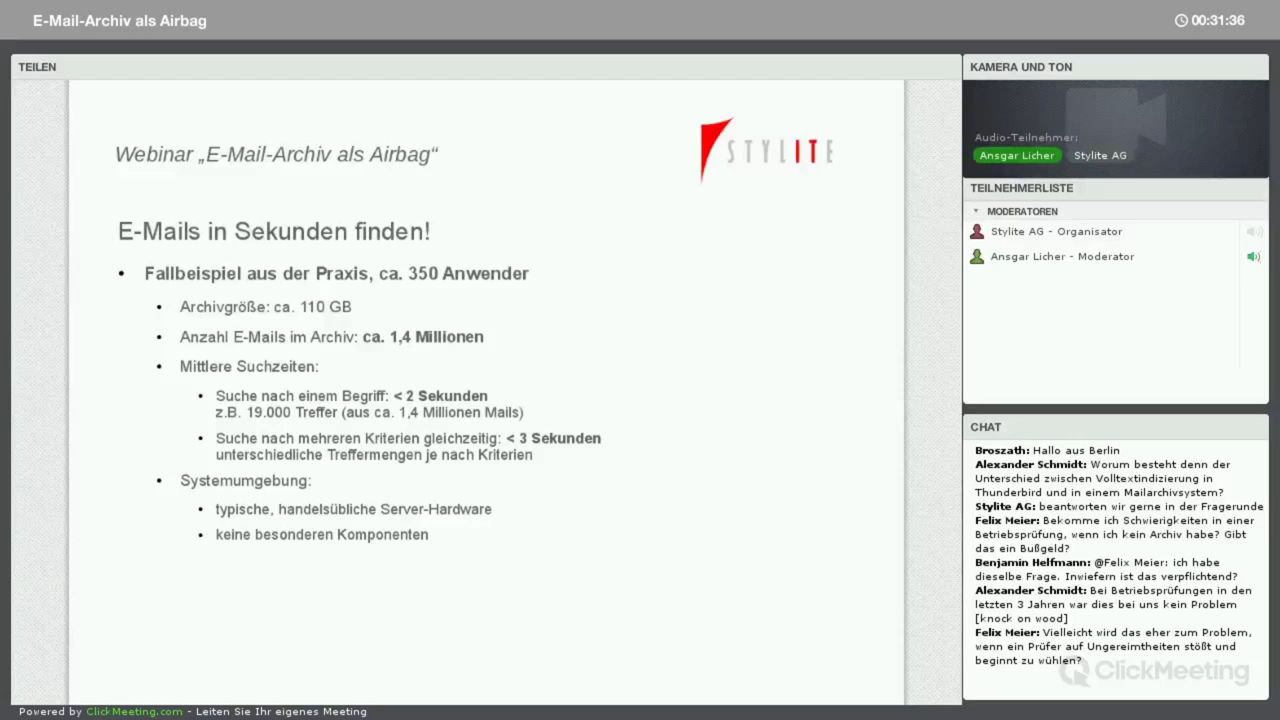 E-Mail-Archiv als Airbag
00:31:36
TEILEN
Webinar „E-Mail-Archiv als Airbag“
STYLITE
E-Mails in Sekunden finden!
• Fallbeispiel aus der Praxis, ca. 350 Anwender
• Archivgröße: ca. 110 GB
• Anzahl E-Mails im Archiv: ca. 1,4 Millionen
• Mittlere Suchzeiten:
• Suche nach einem Begriff: < 2 Sekunden
z.B. 19.000 Treffer (aus ca. 1,4 Millionen Mails)
• Suche nach mehreren Kriterien gleichzeitig: < 3 Sekunden
unterschiedliche Treffermengen je nach Kriterien
• Systemumgebung:
• typische, handelsübliche Server-Hardware
• keine besonderen Komponenten
KAMERA UND TON
Audio-Teilnehmer:
Ansgar Licher Stylite AG
TEILNEHMERLISTE
MODERATOREN
Stylite AG - Organisator
Ansgar Licher - Moderator
CHAT
Broszath: Hallo aus Berlin
Alexander Schmidt: Worum besteht denn der
Unterschied zwischen Volltextindizierung in
Thunderbird und in einem Mailarchivsystem?
Stylite AG: beantworten wir gerne in der Fragerunde
Felix Meier: Bekomme ich Schwierigkeiten in einer
Betriebsprüfung, wenn ich kein Archiv habe? Gibt
das ein Bußgeld?
Benjamin Helfmann: @Felix Meier: ich habe
dieselbe Frage. Inwiefern ist das verpflichtend?
Alexander Schmidt: Bei Betriebsprüfungen in den
letzten 3 Jahren war dies bei uns kein Problem
[knock on wood]
Felix Meier: Vielleicht wird das eher zum Problem,
wenn ein Prüfer auf Ungereimtheiten stößt und
beginnt zu wühlen?
ClickMeeting
Powered by ClickMeeting.com - Leiten Sie Ihr eigenes Meeting